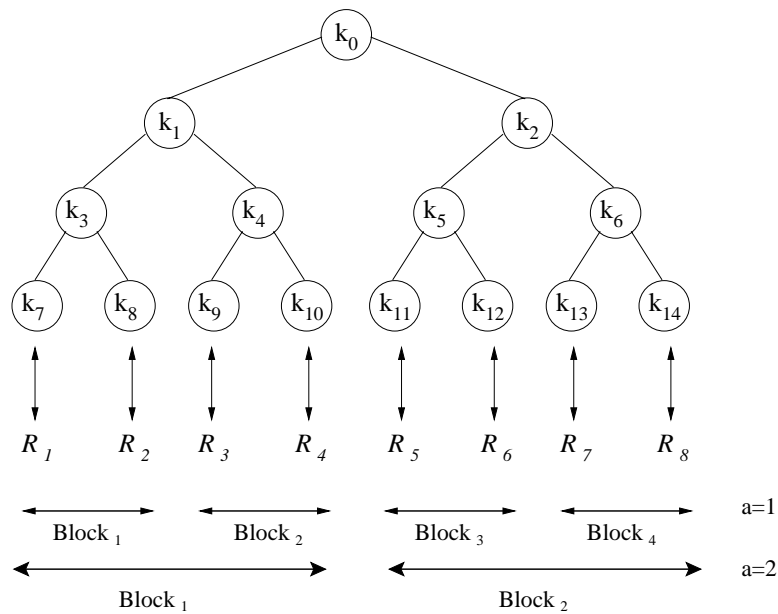 k0
k1 k2
k3 k4 k5 k6
k7 k8 k9 k10 k11 k12 k13 k14
R1 R2 R3 R4 R5 R6 R7 R8
a=1
Block1 Block2 Block3 Block4
a=2
Block1 Block2